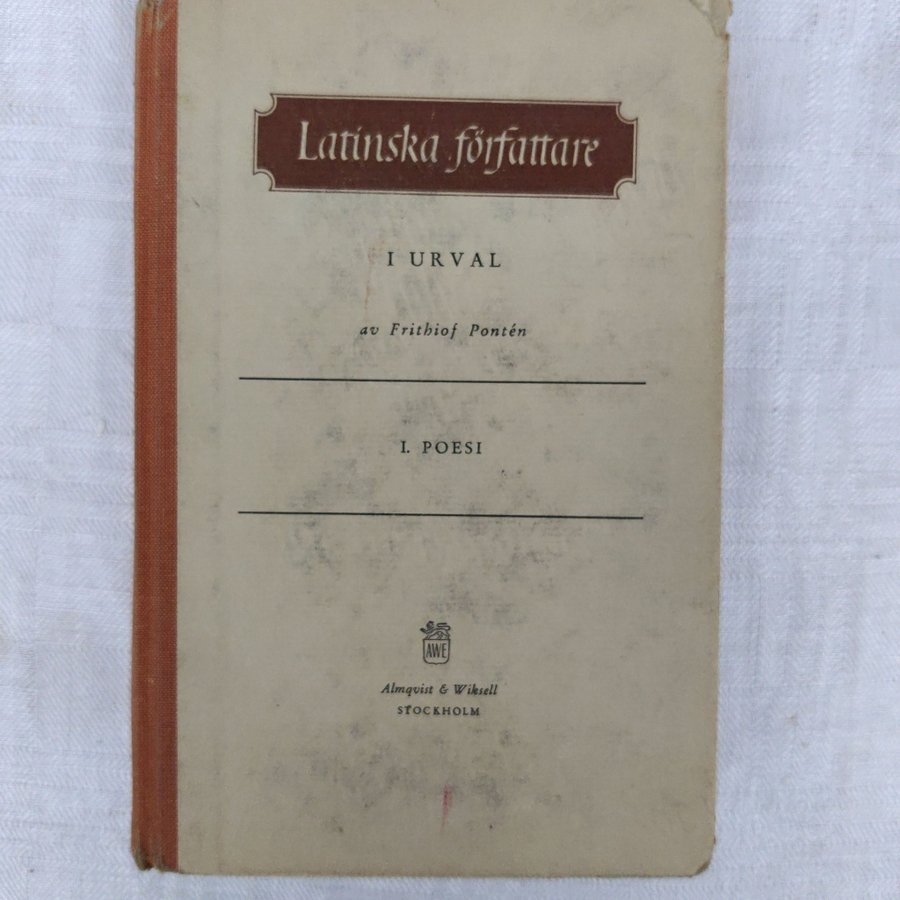 Latinska författare
I URVAL
av Frithiof Pontén
I. POESI
AWE
Almqvist & Wiksell
STOCKHOLM